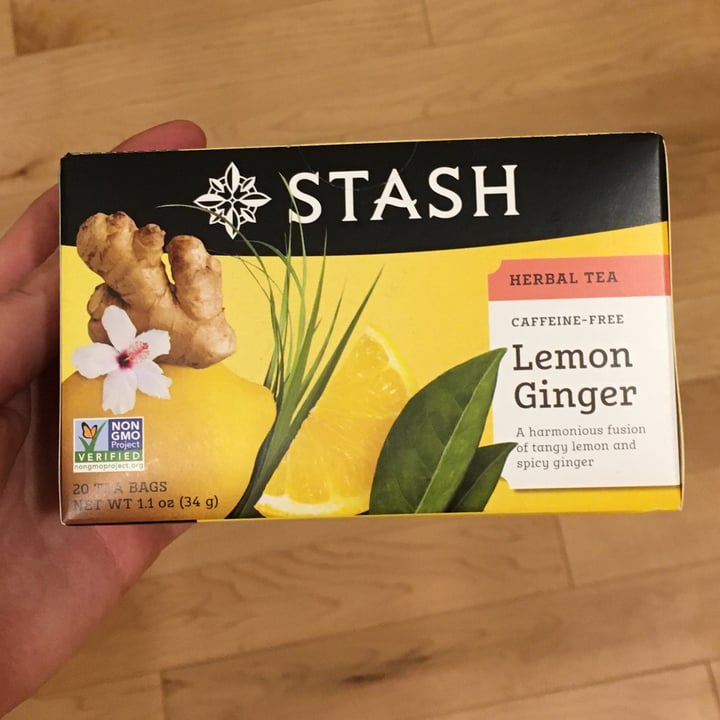 STASH
HERBAL TEA
CAFFEINE-FREE
Lemon
Ginger
A harmonious fusion
of tangy lemon and
spicy ginger
NON
GMO
Project
VERIFIED
nongmoproject.org
20 TEA BAGS
NET WT 1.1 oz (34 g)